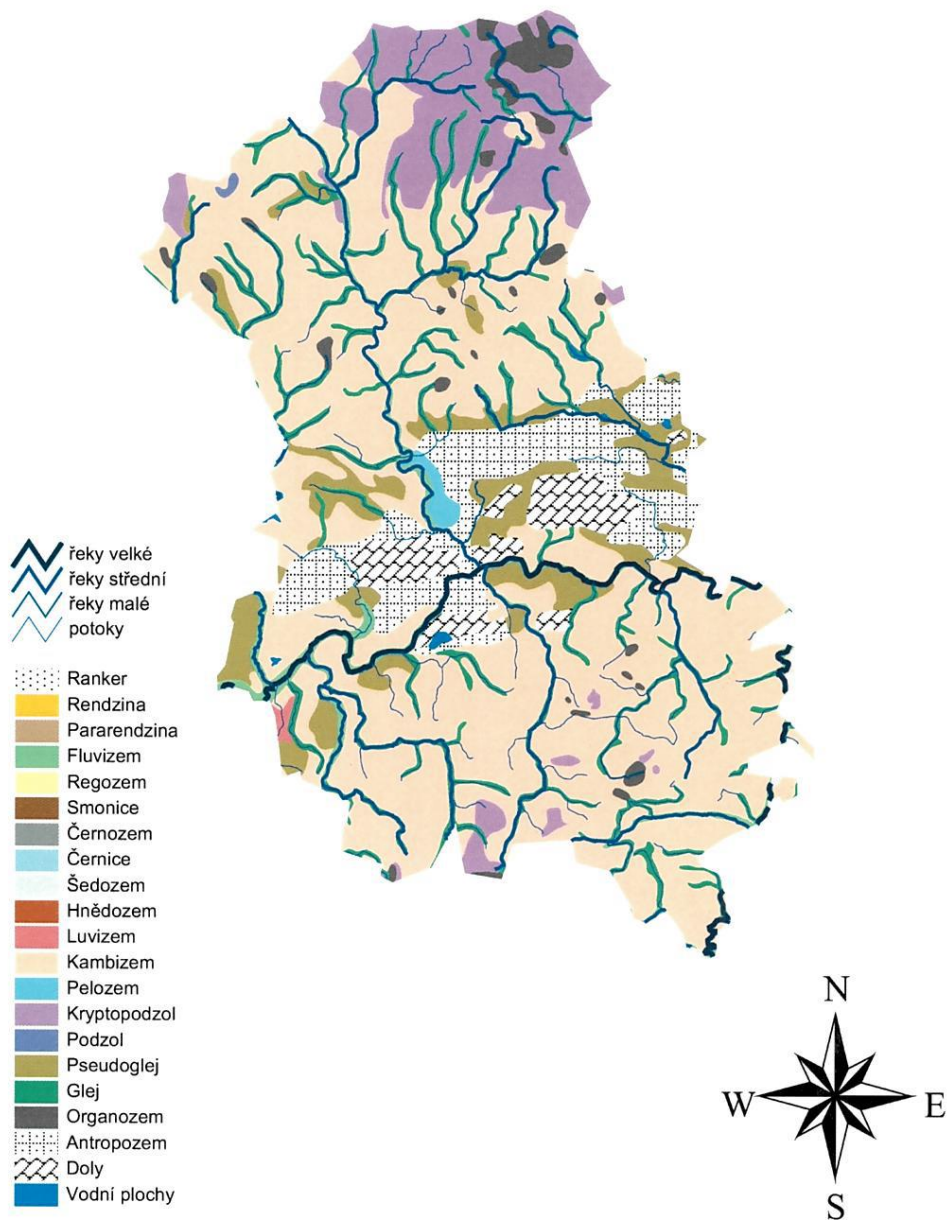 řeky velké
řeky střední
řeky malé
potoky
Ranker
Rendzina
Pararendzina
Fluvizem
Regozem
Smonice
Černozem
Černice
Šedozem
Hnědozem
Luvizem
Kambizem
Pelozem
Kryptopodzol
Podzol
Pseudoglej
Glej
Organozem
Antropozem
Doly
Vodní plochy
N
W
E
S